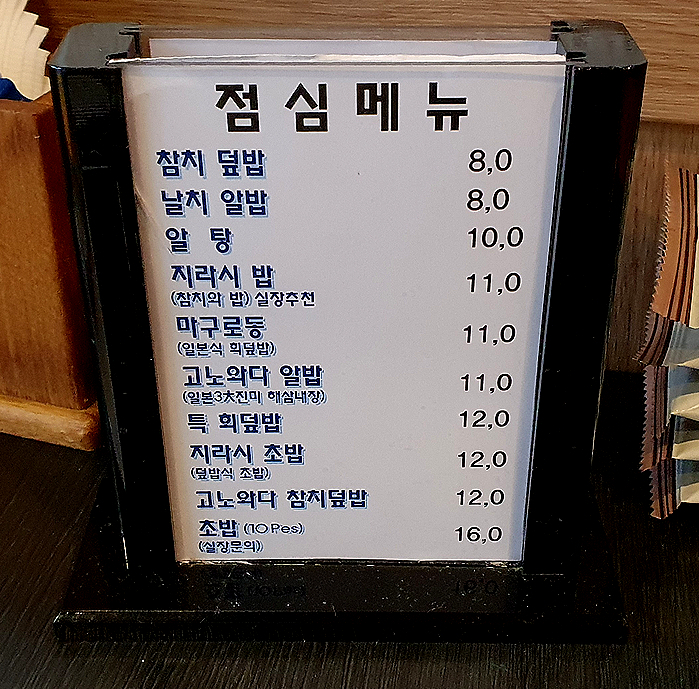 점심메뉴
참치 덮밥 8,0
날치 알밥 8,0
알 탕 10,0
지라시 밥 11,0
(참치와 밥) 실장추천
마구로동 11,0
(일본식 회덮밥)
고노와다 알밥 11,0
(일본3大진미 해삼내장)
특 회덮밥 12,0
지라시 초밥 12,0
(덮밥식 초밥)
고노와다 참치덮밥 12,0
초밥 (10Pes) 16,0
(실장문의)